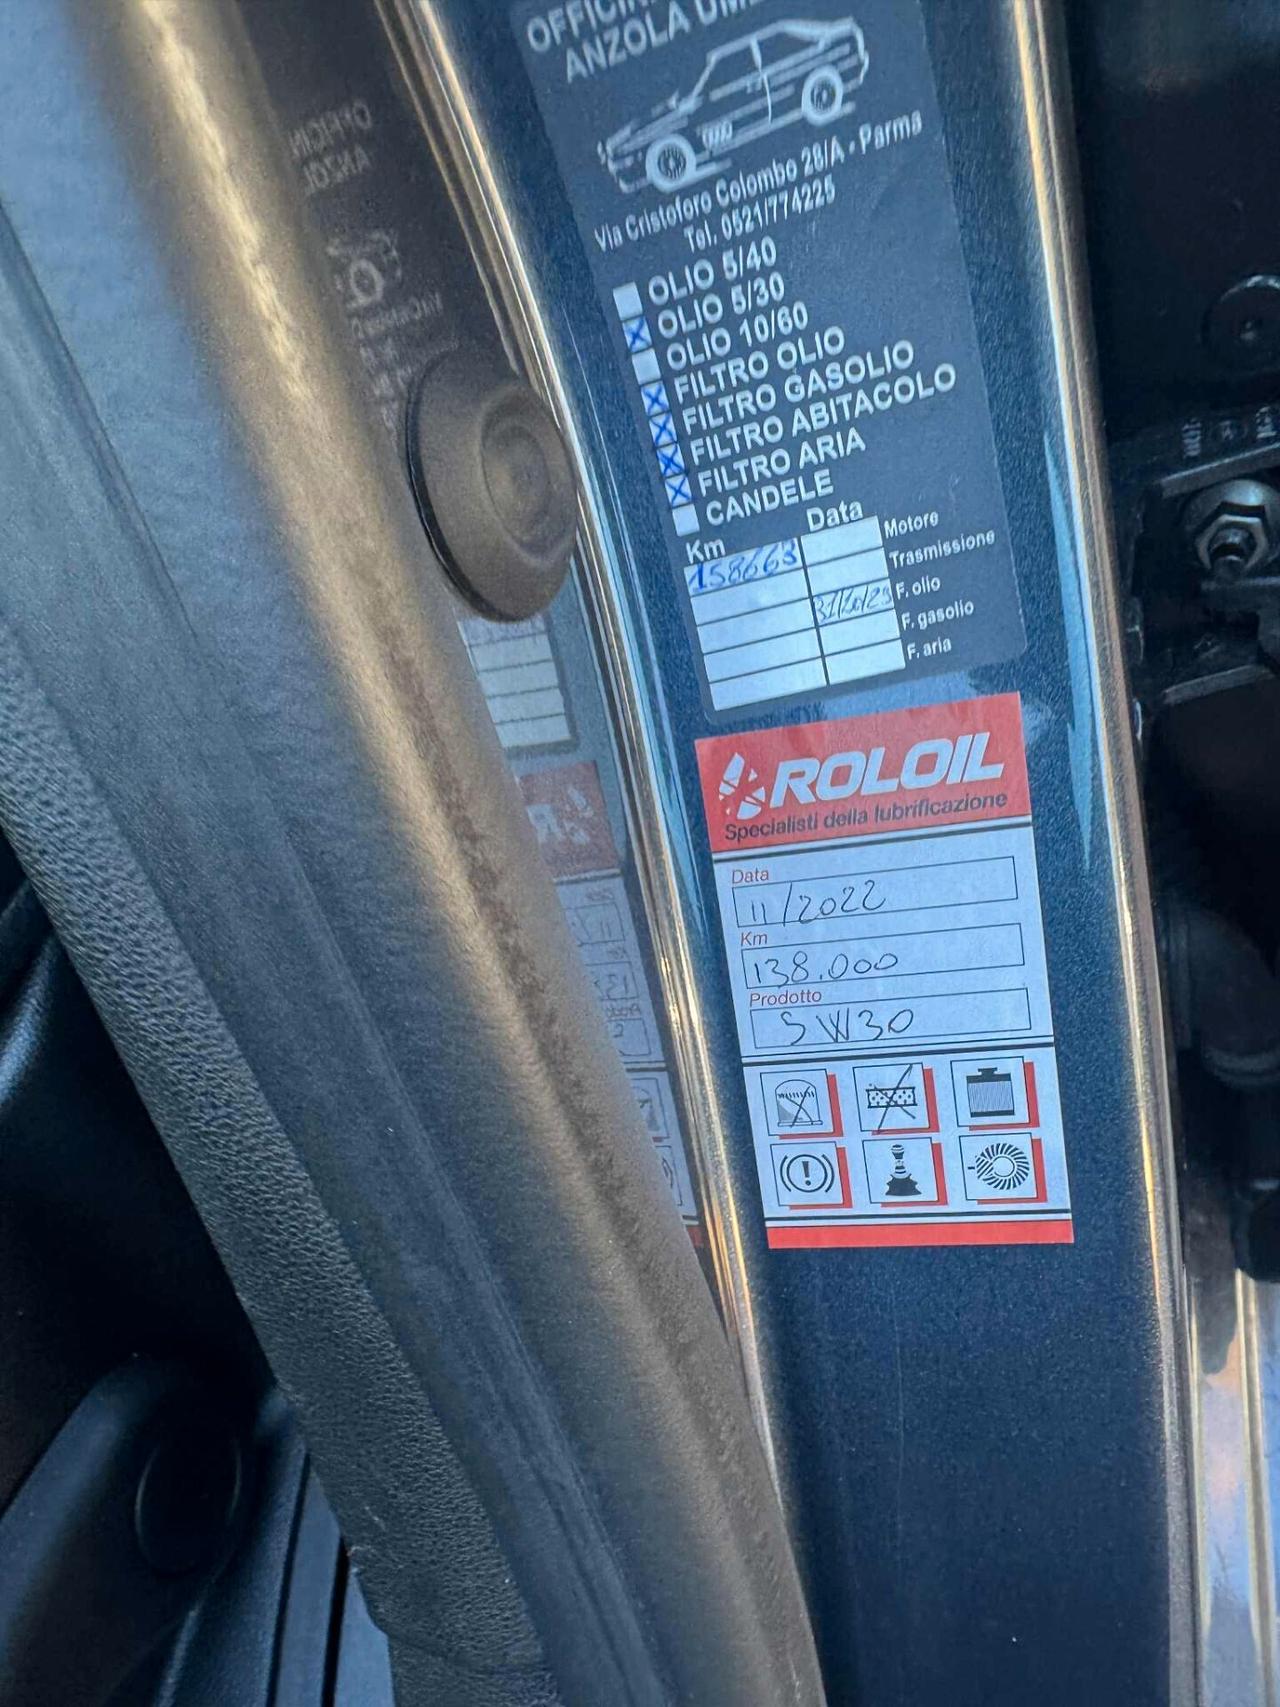 OFFICIN
ANZOLA UM
Via Cristoforo Colombo 28/A - Parma
Tel. 0521/774225
OLIO 5/40
OLIO 5/30
OLIO 10/60
FILTRO OLIO
FILTRO GASOLIO
FILTRO ABITACOLO
FILTRO ARIA
CANDELE
Km Data
158663 Motore
Trasmissione
F. olio
F. gasolio
F. aria
ROLOIL
Specialisti della lubrificazione
Data
11/2022
Km
138.000
Prodotto
5W30